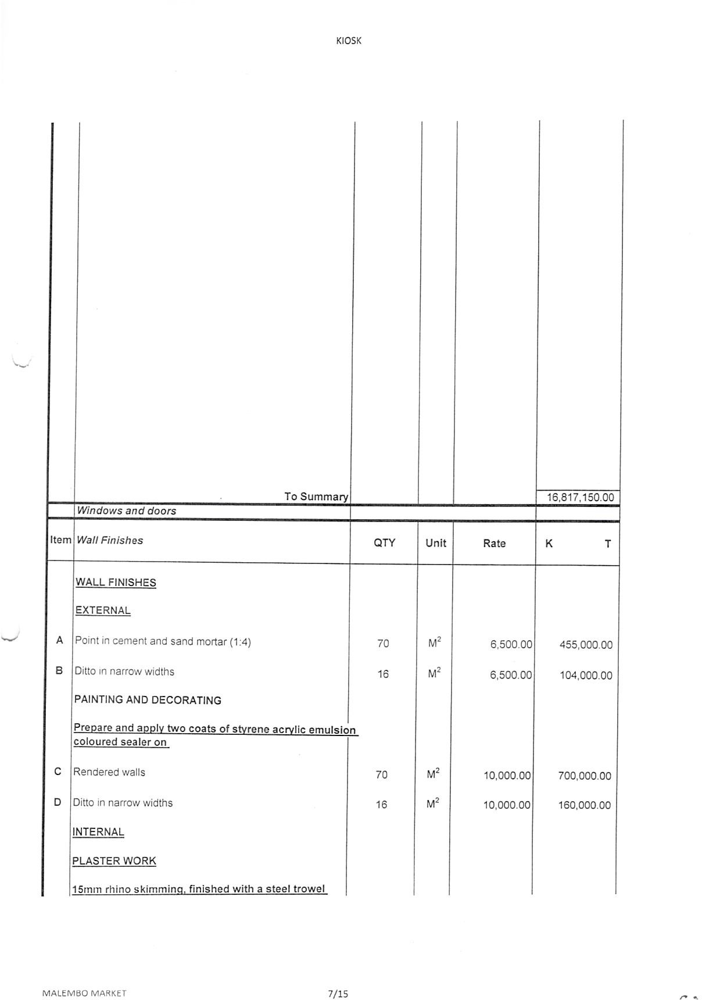 KIOSK
To Summary 16,817,150.00
Windows and doors
Item Wall Finishes QTY Unit Rate K T
WALL FINISHES
EXTERNAL
A Point in cement and sand mortar (1:4) 70 M² 6,500.00 455,000.00
B Ditto in narrow widths 16 M² 6,500.00 104,000.00
PAINTING AND DECORATING
Prepare and apply two coats of styrene acrylic emulsion
coloured sealer on
C Rendered walls 70 M² 10,000.00 700,000.00
D Ditto in narrow widths 16 M² 10,000.00 160,000.00
INTERNAL
PLASTER WORK
15mm rhino skimming, finished with a steel trowel
MALEMBO MARKET 7/15